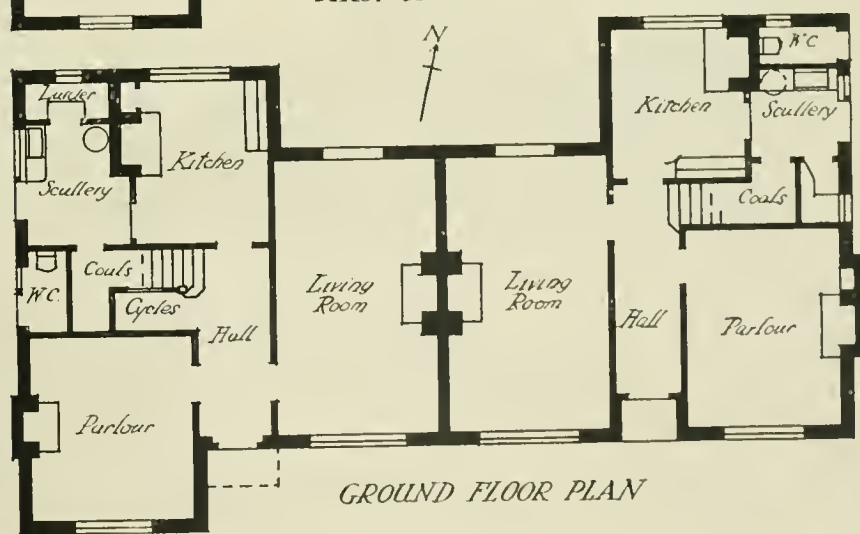 N
W.C.
Larder
Kitchen
Scullery
Kitchen
Scullery
Coals
Coals
W.C.
Cycles
Living
Room
Living
Room
Hall
Hall
Parlour
Parlour
GROUND FLOOR PLAN